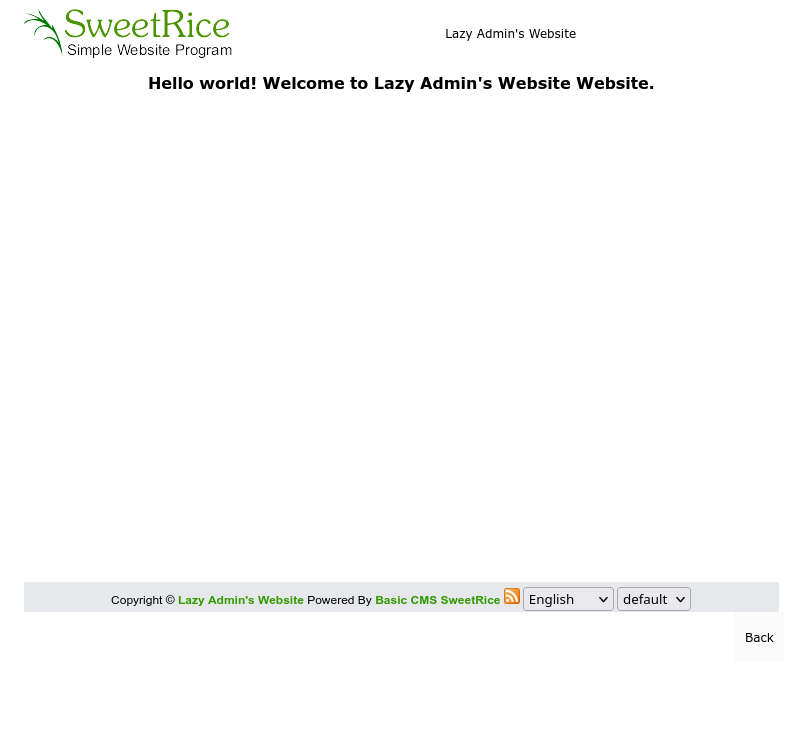 SweetRice
Simple Website Program
Lazy Admin's Website
Hello world! Welcome to Lazy Admin's Website Website.
Copyright © Lazy Admin's Website Powered By Basic CMS SweetRice English default
Back